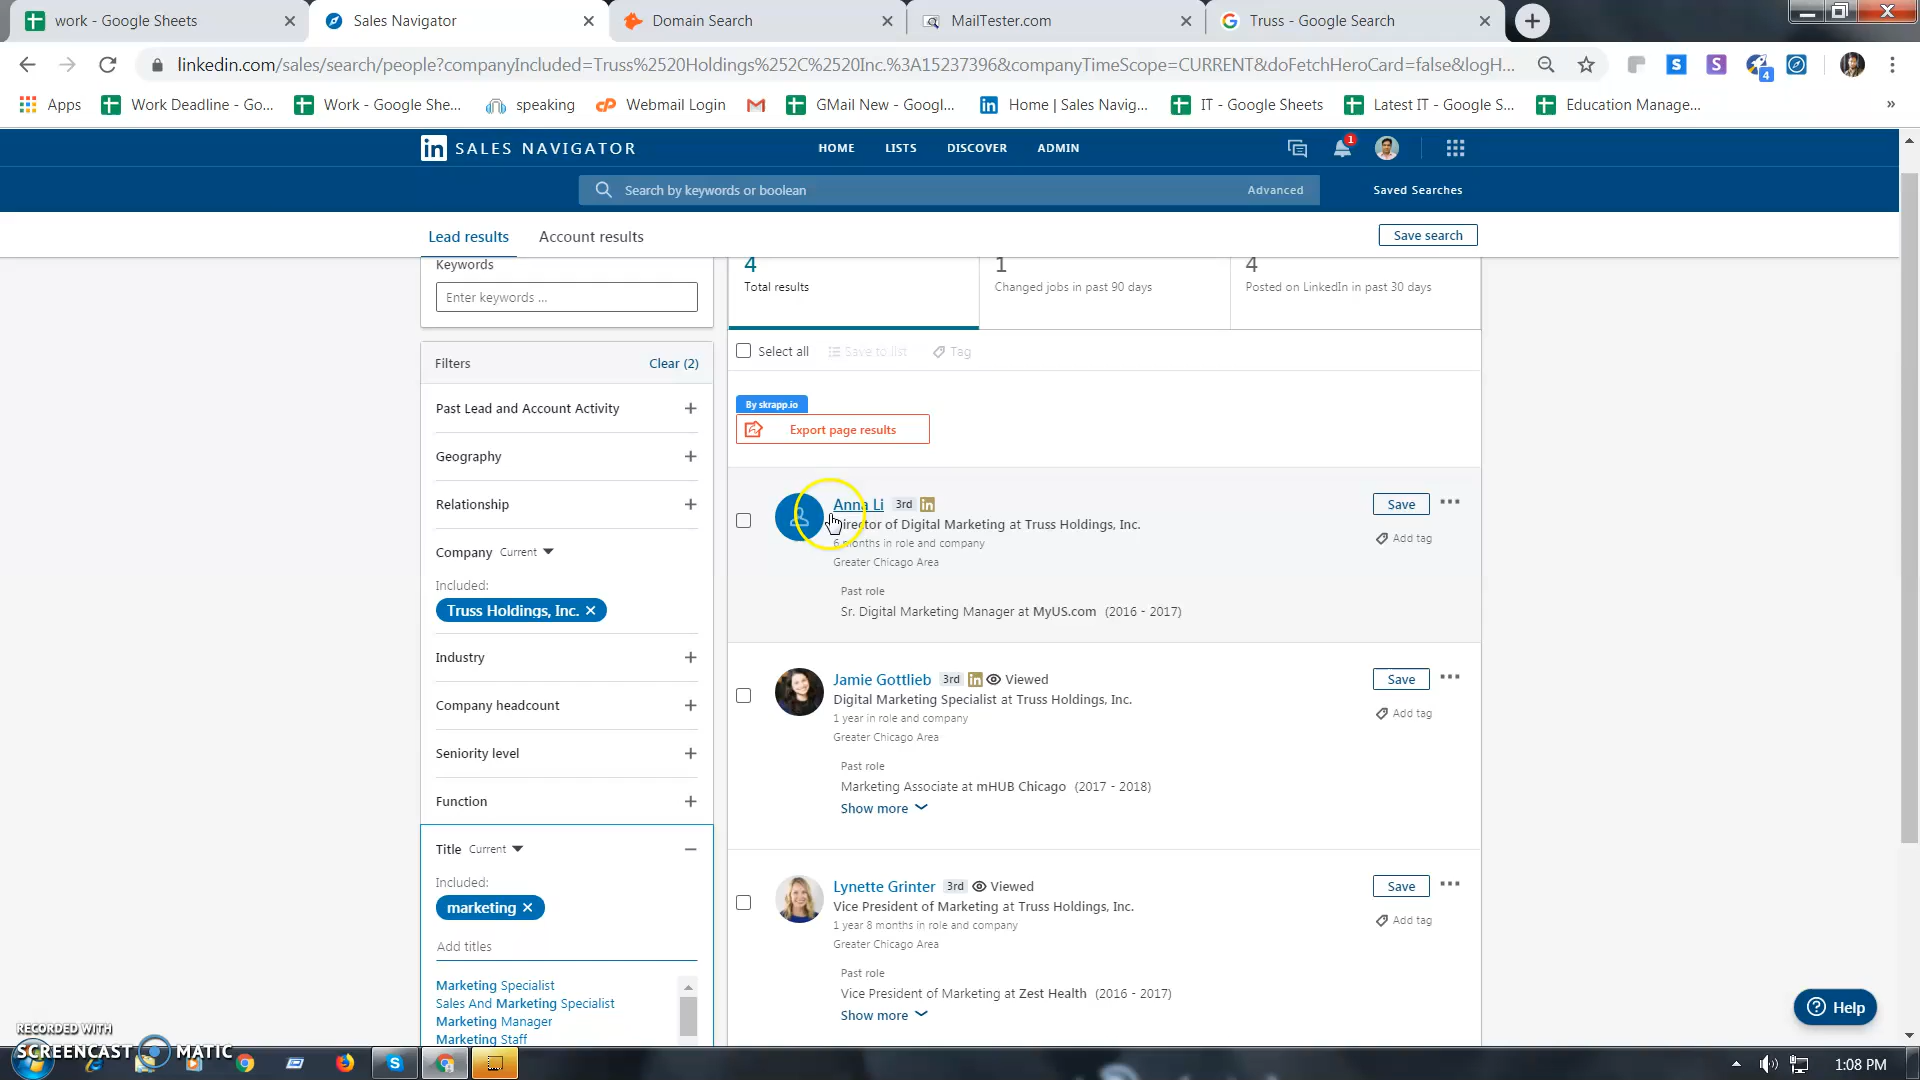 work - Google Sheets
Sales Navigator
Domain Search
MailTester.com
Truss - Google Search
linkedin.com/sales/search/people?companyIncluded=Truss%2520Holdings%252C%2520Inc.%3A15237396&companyTimeScope=CURRENT&doFetchHeroCard=false&logH...
4
Apps
Work Deadline - Go...
Work - Google She...
speaking
Webmail Login
GMail New - Googl...
Home | Sales Navig...
IT - Google Sheets
Latest IT - Google S...
Education Manage...
»
in SALES NAVIGATOR
HOME
LISTS
DISCOVER
ADMIN
1
Search by keywords or boolean
Advanced
Saved Searches
Lead results
Account results
Save search
Keywords
Enter keywords ...
4
Total results
1
Changed jobs in past 90 days
4
Posted on LinkedIn in past 30 days
Select all
Save to list
Tag
Filters
Clear (2)
By skrapp.io
Export page results
Past Lead and Account Activity
Geography
Relationship
Company Current
Included:
Truss Holdings, Inc.
Industry
Company headcount
Seniority level
Function
Title Current
Included:
marketing
Add titles
Marketing Specialist
Sales And Marketing Specialist
Marketing Manager
Marketing Staff
Anna Li 3rd in
Director of Digital Marketing at Truss Holdings, Inc.
6 months in role and company
Greater Chicago Area
Past role
Sr. Digital Marketing Manager at MyUS.com (2016 - 2017)
Save
Add tag
Jamie Gottlieb 3rd in Viewed
Digital Marketing Specialist at Truss Holdings, Inc.
1 year in role and company
Greater Chicago Area
Past role
Marketing Associate at mHUB Chicago (2017 - 2018)
Show more
Save
Add tag
Lynette Grinter 3rd Viewed
Vice President of Marketing at Truss Holdings, Inc.
1 year 8 months in role and company
Greater Chicago Area
Past role
Vice President of Marketing at Zest Health (2016 - 2017)
Show more
Save
Add tag
Help
RECORDED WITH
SCREENCAST MATIC
1:08 PM